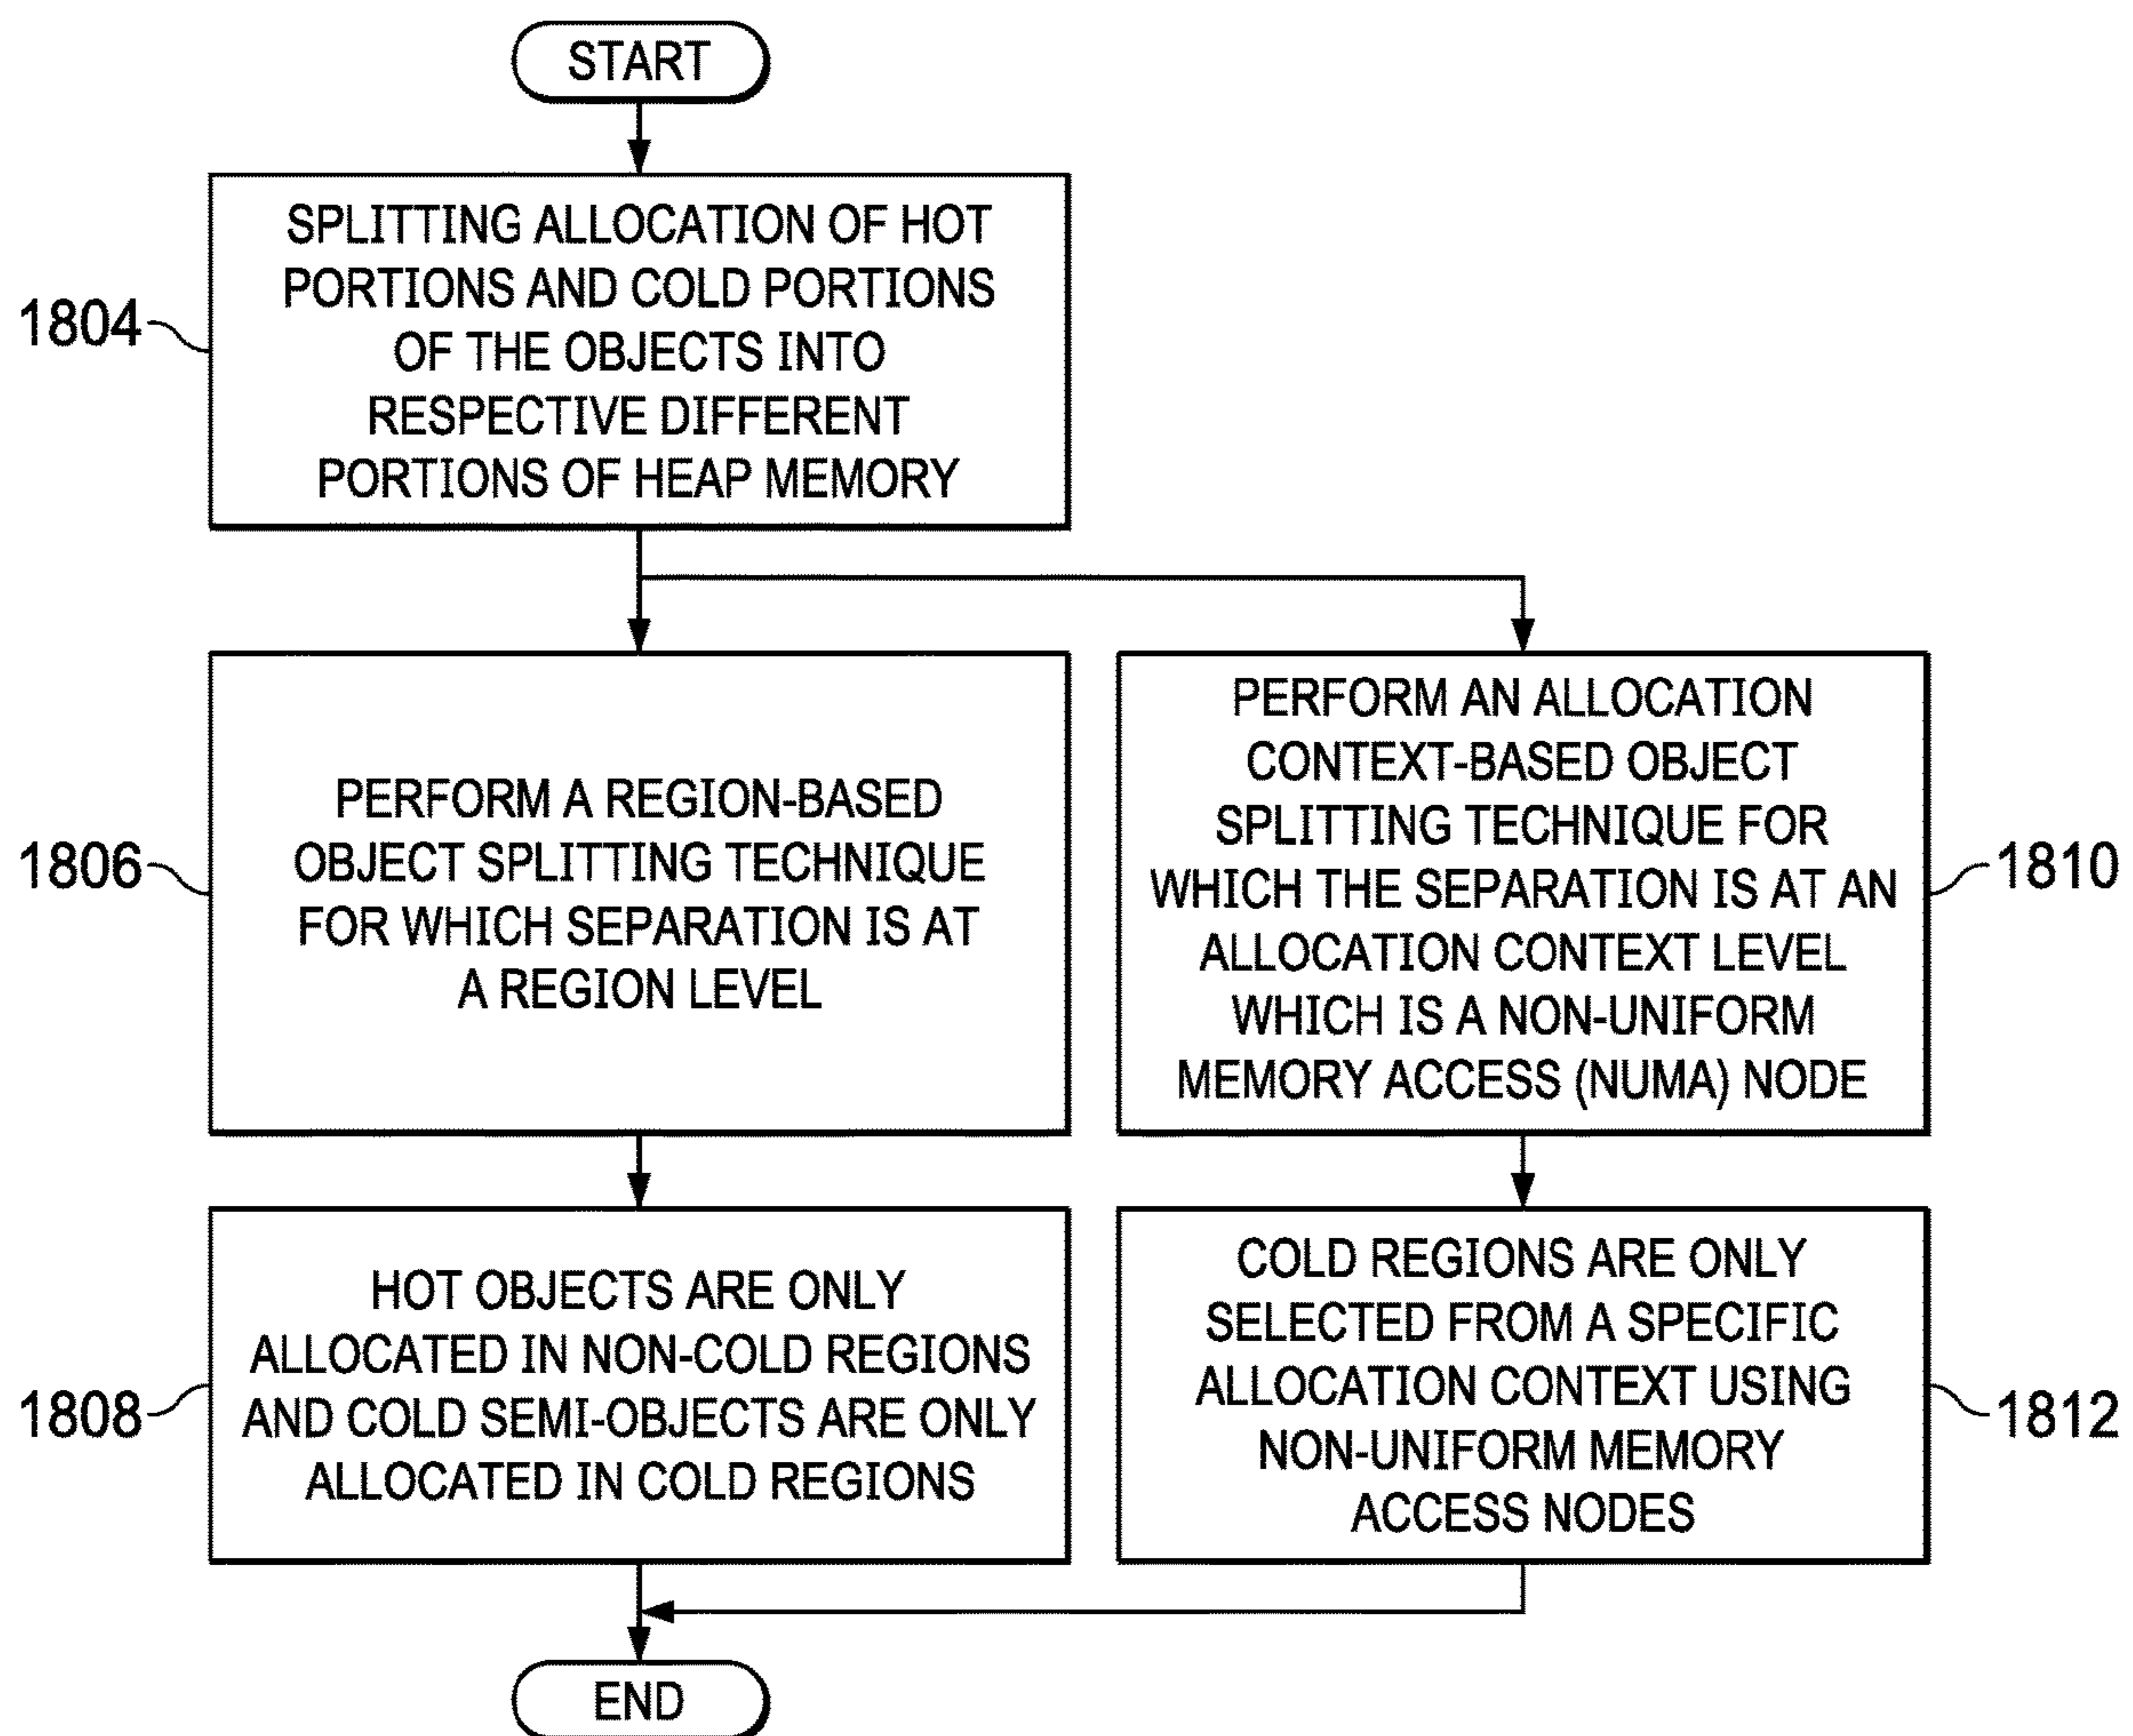 START
SPLITTING ALLOCATION OF HOT
PORTIONS AND COLD PORTIONS
OF THE OBJECTS INTO
RESPECTIVE DIFFERENT
PORTIONS OF HEAP MEMORY
1804
PERFORM A REGION-BASED
OBJECT SPLITTING TECHNIQUE
FOR WHICH SEPARATION IS AT
A REGION LEVEL
1806
PERFORM AN ALLOCATION
CONTEXT-BASED OBJECT
SPLITTING TECHNIQUE FOR
WHICH THE SEPARATION IS AT AN
ALLOCATION CONTEXT LEVEL
WHICH IS A NON-UNIFORM
MEMORY ACCESS (NUMA) NODE
1810
HOT OBJECTS ARE ONLY
ALLOCATED IN NON-COLD REGIONS
AND COLD SEMI-OBJECTS ARE ONLY
ALLOCATED IN COLD REGIONS
1808
COLD REGIONS ARE ONLY
SELECTED FROM A SPECIFIC
ALLOCATION CONTEXT USING
NON-UNIFORM MEMORY
ACCESS NODES
1812
END